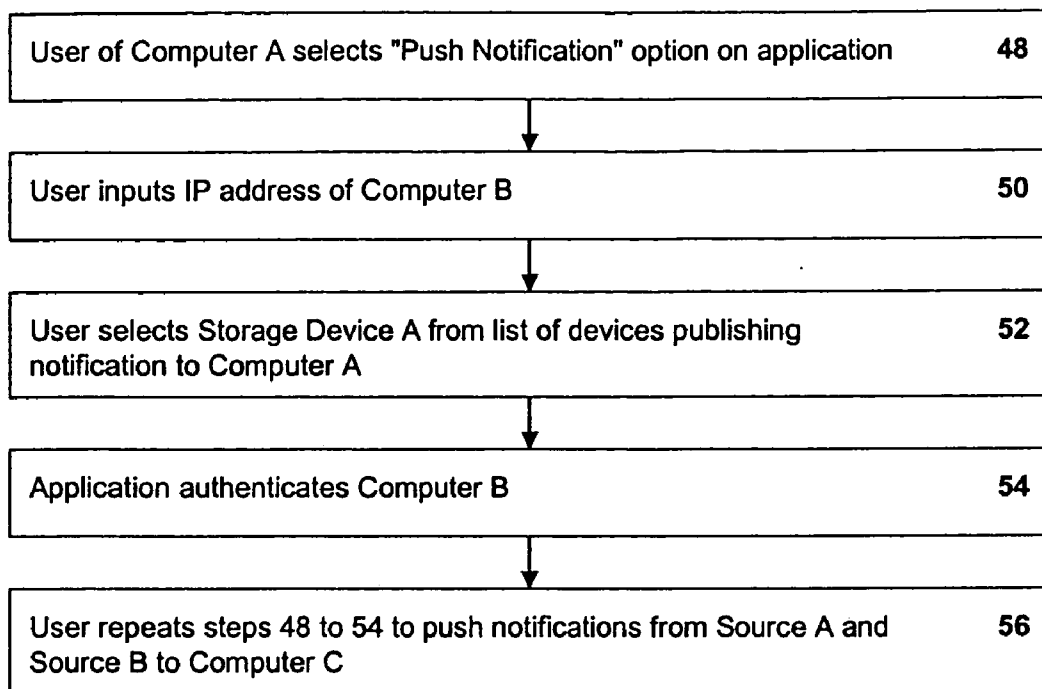 User of Computer A selects "Push Notification" option on application 48
User inputs IP address of Computer B 50
User selects Storage Device A from list of devices publishing 52
notification to Computer A
Application authenticates Computer B 54
User repeats steps 48 to 54 to push notifications from Source A and 56
Source B to Computer C